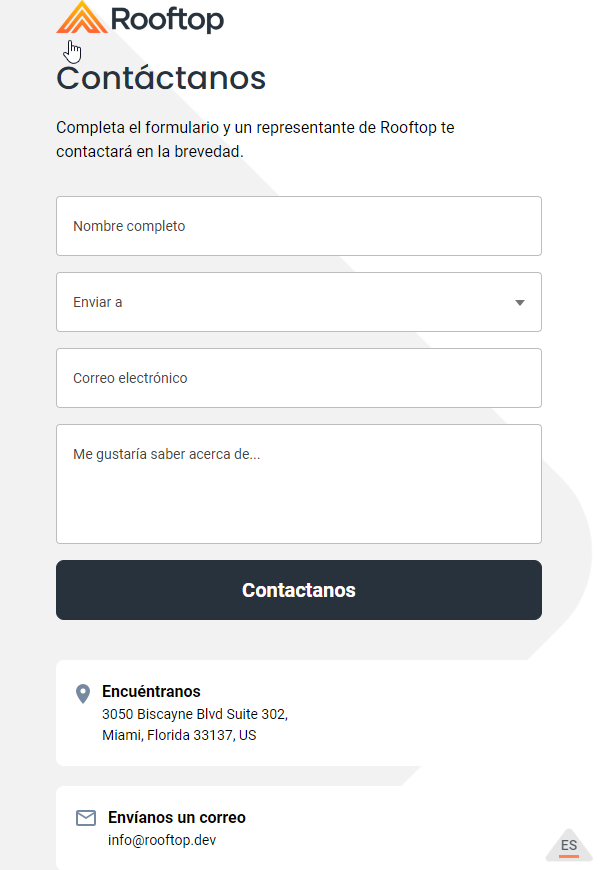 Rooftop
Contáctanos
Completa el formulario y un representante de Rooftop te
contactará en la brevedad.
Nombre completo
Enviar a
Correo electrónico
Me gustaría saber acerca de...
Contactanos
Encuéntranos
3050 Biscayne Blvd Suite 302,
Miami, Florida 33137, US
Envíanos un correo
info@rooftop.dev
ES